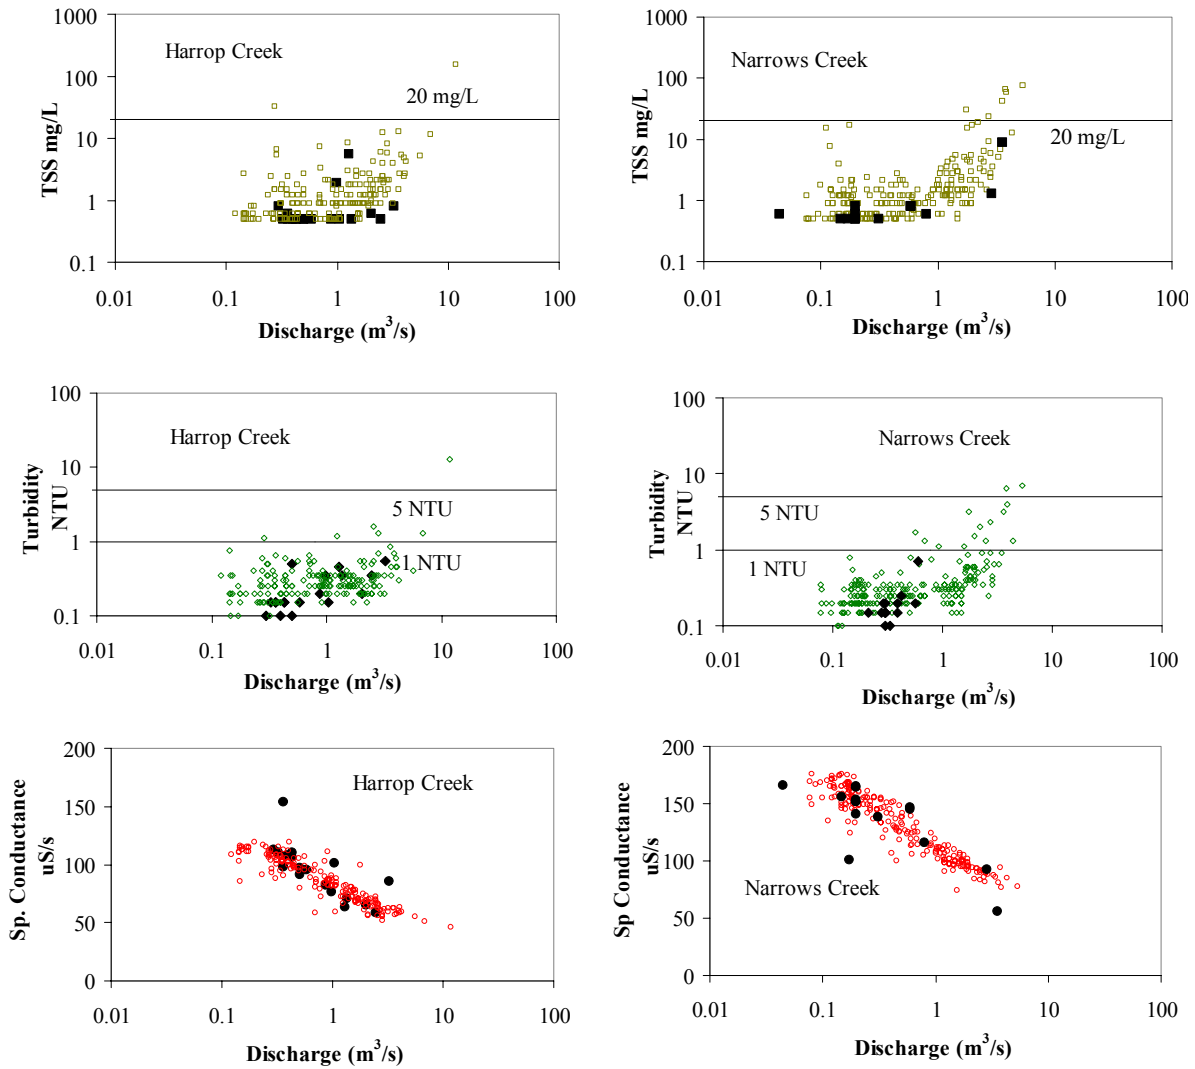 1000
100
10
1
0.1
TSS mg/L
Harrop Creek
20 mg/L
0.01 0.1 1 10 100
Discharge (m³/s)
1000
100
10
1
0.1
TSS mg/L
Narrows Creek
20 mg/L
0.01 0.1 1 10 100
Discharge (m³/s)
100
10
1
0.1
Turbidity
NTU
Harrop Creek
5 NTU
1 NTU
0.01 0.1 1 10 100
Discharge (m³/s)
100
10
1
0.1
Turbidity
NTU
Narrows Creek
5 NTU
1 NTU
0.01 0.1 1 10 100
Discharge (m³/s)
200
150
100
50
0
Sp. Conductance
uS/s
Harrop Creek
0.01 0.1 1 10 100
Discharge (m³/s)
200
150
100
50
0
Sp Conductance
uS/s
Narrows Creek
0.01 0.1 1 10 100
Discharge (m³/s)